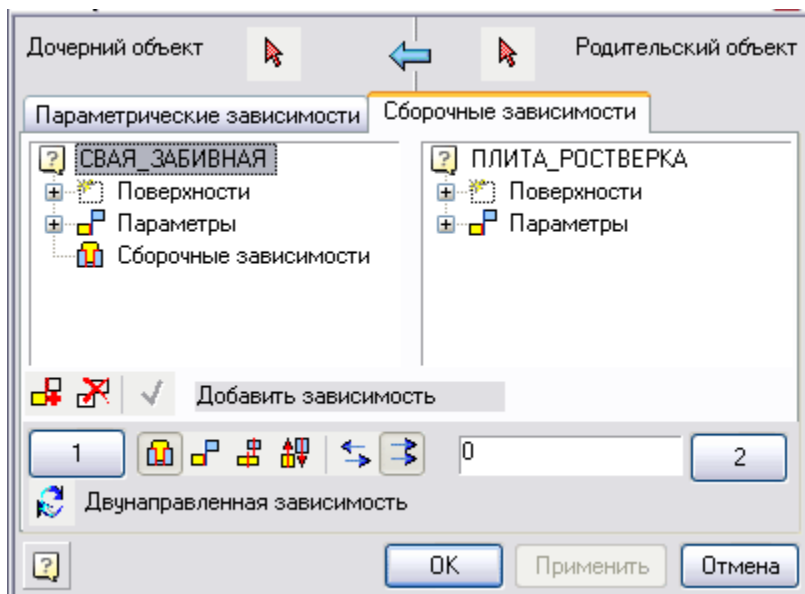 Дочерний объект
Родительский объект
Параметрические зависимости
Сборочные зависимости
СВАЯ_ЗАБИВНАЯ
Поверхности
Параметры
Сборочные зависимости
ПЛИТА_РОСТВЕРКА
Поверхности
Параметры
Добавить зависимость
1
0
2
Двунаправленная зависимость
OK
Применить
Отмена